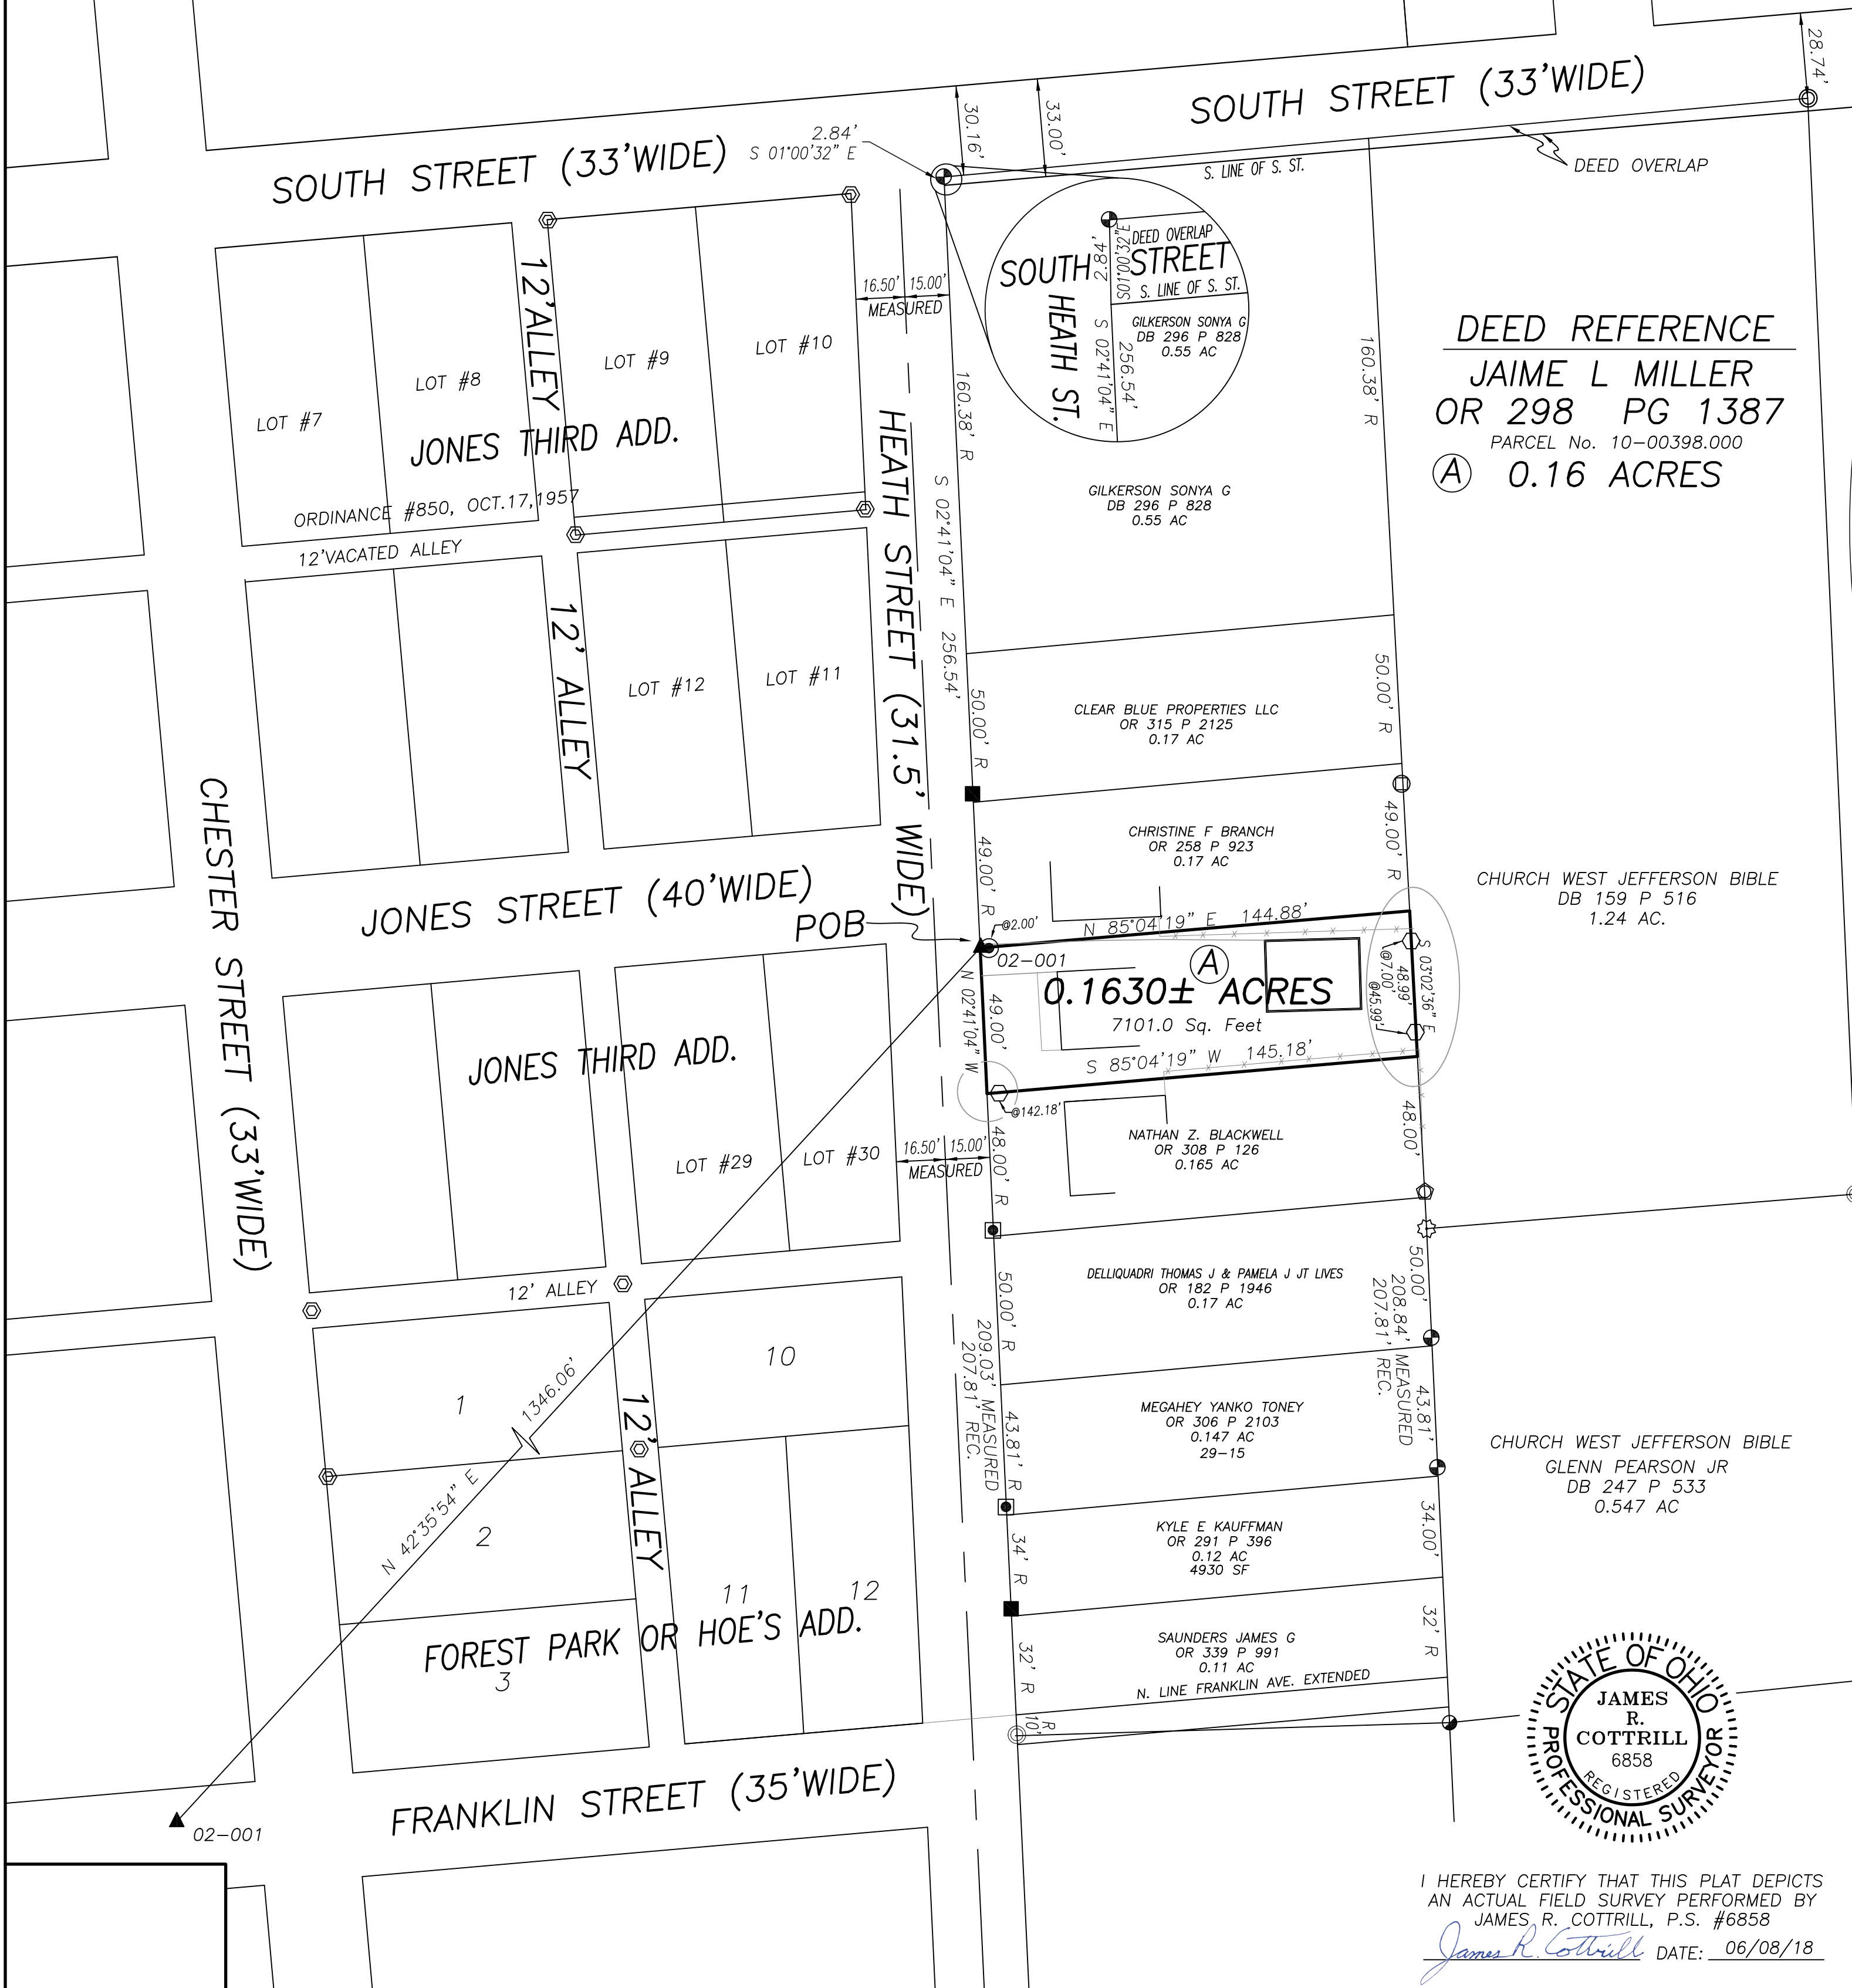 SOUTH STREET (33'WIDE)
28.74'
30.16'
33.00'
2.84'
S 01°00'32" E
SOUTH STREET (33'WIDE)
DEED OVERLAP
S. LINE OF S. ST.
DEED OVERLAP
SOUTH STREET
S. LINE OF S. ST.
2.84'
S01°00'32"E
HEATH ST.
GILKERSON SONYA G
DB 296 P 828
0.55 AC
S 02°41'04" E
256.54'
16.50' 15.00'
MEASURED
12'ALLEY
LOT #7
LOT #8
LOT #9
LOT #10
JONES THIRD ADD.
ORDINANCE #850, OCT.17,1957
12'VACATED ALLEY
160.38' R
160.38' R
S 02°41'04" E 256.54'
HEATH STREET (31.5' WIDE)
DEED REFERENCE
JAIME L MILLER
OR 298 PG 1387
PARCEL No. 10-00398.000
A 0.16 ACRES
GILKERSON SONYA G
DB 296 P 828
0.55 AC
12' ALLEY
LOT #12
LOT #11
50.00' R
50.00' R
CLEAR BLUE PROPERTIES LLC
OR 315 P 2125
0.17 AC
CHESTER STREET (33'WIDE)
JONES STREET (40'WIDE)
49.00' R
49.00' R
CHRISTINE F BRANCH
OR 258 P 923
0.17 AC
CHURCH WEST JEFFERSON BIBLE
DB 159 P 516
1.24 AC.
POB
@2.00'
N 85°04'19" E 144.88'
02-001
A
0.1630± ACRES
7101.0 Sq. Feet
S 85°04'19" W 145.18'
N 02°41'04" W
49.00'
S 03°02'36" E
48.99'
@7.00'
@45.99'
@142.18'
JONES THIRD ADD.
LOT #29
LOT #30
16.50' 15.00'
MEASURED
48.00' R
48.00'
NATHAN Z. BLACKWELL
OR 308 P 126
0.165 AC
12' ALLEY
50.00' R
50.00'
DELLIQUADRI THOMAS J & PAMELA J JT LIVES
OR 182 P 1946
0.17 AC
209.03' MEASURED
207.81' REC.
208.84' MEASURED
207.81' REC.
1
10
1346.06'
N 42°35'54" E
12' ALLEY
43.81' R
43.81'
MEGAHEY YANKO TONEY
OR 306 P 2103
0.147 AC
29-15
CHURCH WEST JEFFERSON BIBLE
GLENN PEARSON JR
DB 247 P 533
0.547 AC
2
11
12
34' R
34.00'
KYLE E KAUFFMAN
OR 291 P 396
0.12 AC
4930 SF
FOREST PARK OR HOE'S ADD.
3
32' R
32' R
SAUNDERS JAMES G
OR 339 P 991
0.11 AC
N. LINE FRANKLIN AVE. EXTENDED
10' R
FRANKLIN STREET (35'WIDE)
02-001
STATE OF OHIO
JAMES
R.
COTTRILL
6858
REGISTERED
PROFESSIONAL SURVEYOR
I HEREBY CERTIFY THAT THIS PLAT DEPICTS
AN ACTUAL FIELD SURVEY PERFORMED BY
JAMES R. COTTRILL, P.S. #6858
James R. Cottrill DATE: 06/08/18